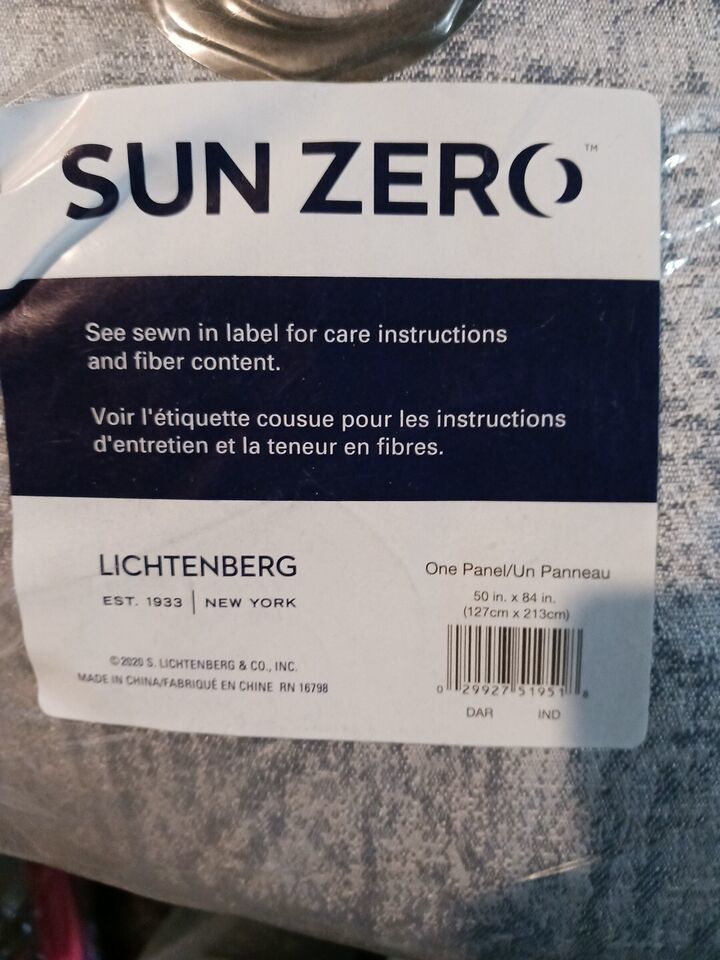 SUN ZERO™
See sewn in label for care instructions
and fiber content.
Voir l'étiquette cousue pour les instructions
d'entretien et la teneur en fibres.
LICHTENBERG
EST. 1933 | NEW YORK
©2020 S. LICHTENBERG & CO., INC.
MADE IN CHINA/FABRIQUÉ EN CHINE RN 16798
One Panel/Un Panneau
50 in. x 84 in.
(127cm x 213cm)
0 29927 51951 8
DAR IND